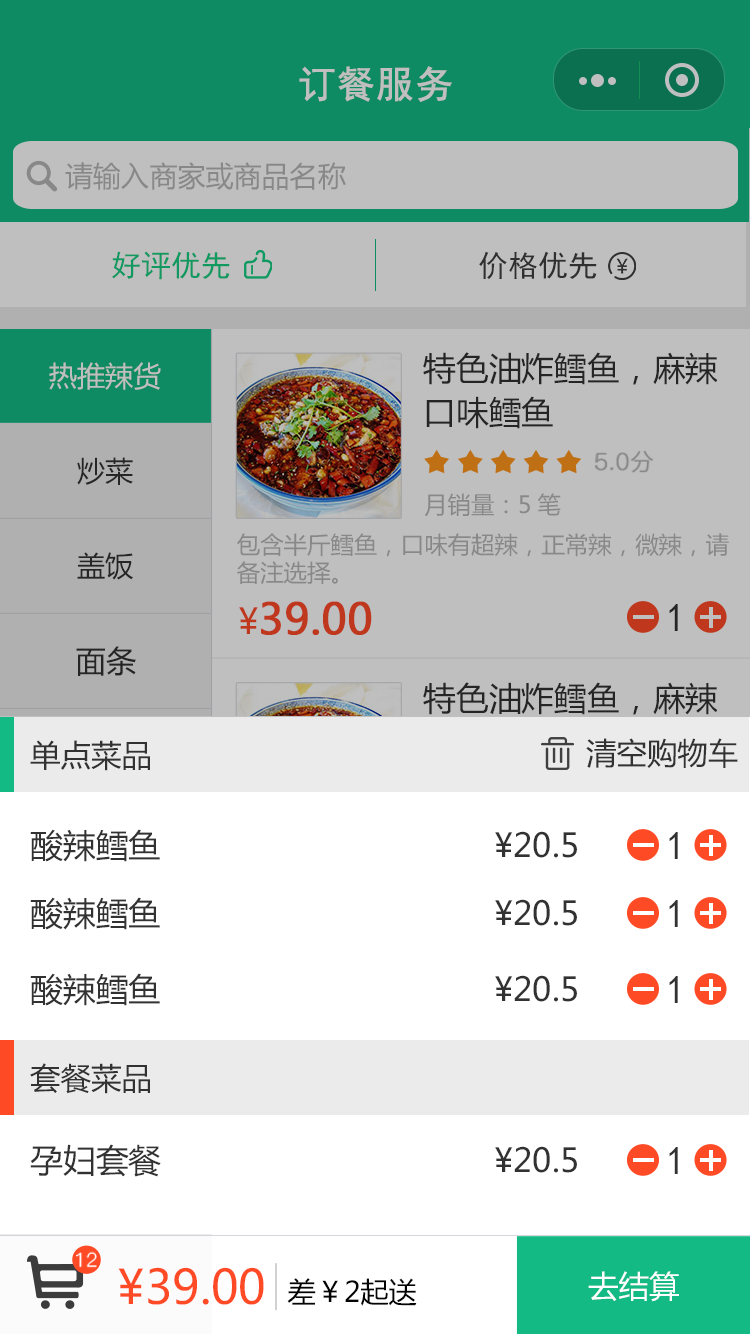 订餐服务
请输入商家或商品名称
好评优先
价格优先 ¥
热推辣货
炒菜
盖饭
面条
特色油炸鳕鱼，麻辣
口味鳕鱼
5.0分
月销量：5 笔
包含半斤鳕鱼，口味有超辣，正常辣，微辣，请
备注选择。
¥39.00
1
特色油炸鳕鱼，麻辣
单点菜品
清空购物车
酸辣鳕鱼 ¥20.5 1
酸辣鳕鱼 ¥20.5 1
酸辣鳕鱼 ¥20.5 1
套餐菜品
孕妇套餐 ¥20.5 1
12
¥39.00
差￥2起送
去结算